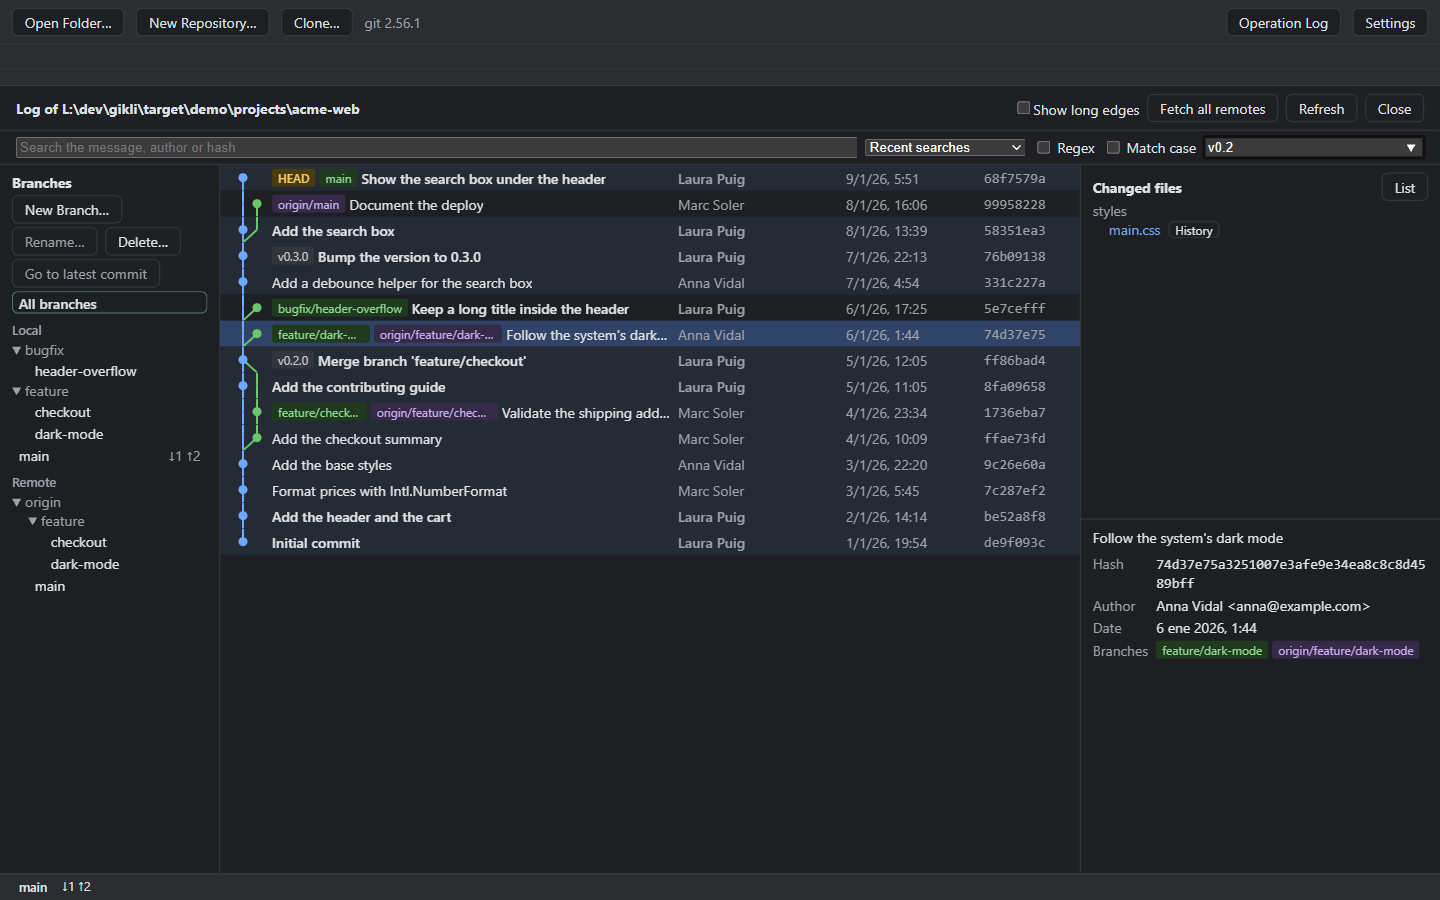 Open Folder... New Repository... Clone... git 2.56.1 Operation Log Settings
Log of L:\dev\gikli\target\demo\projects\acme-web Show long edges Fetch all remotes Refresh Close
Search the message, author or hash Recent searches Regex Match case v0.2
Branches
New Branch...
Rename... Delete...
Go to latest commit
All branches
Local
bugfix
header-overflow
feature
checkout
dark-mode
main ↓1 ↑2
Remote
origin
feature
checkout
dark-mode
main
HEAD main Show the search box under the header Laura Puig 9/1/26, 5:51 68f7579a
origin/main Document the deploy Marc Soler 8/1/26, 16:06 99958228
Add the search box Laura Puig 8/1/26, 13:39 58351ea3
v0.3.0 Bump the version to 0.3.0 Laura Puig 7/1/26, 22:13 76b09138
Add a debounce helper for the search box Anna Vidal 7/1/26, 4:54 331c227a
bugfix/header-overflow Keep a long title inside the header Laura Puig 6/1/26, 17:25 5e7cefff
feature/dark-... origin/feature/dark-... Follow the system's dark... Anna Vidal 6/1/26, 1:44 74d37e75
v0.2.0 Merge branch 'feature/checkout' Laura Puig 5/1/26, 12:05 ff86bad4
Add the contributing guide Laura Puig 5/1/26, 11:05 8fa09658
feature/check... origin/feature/chec... Validate the shipping add... Marc Soler 4/1/26, 23:34 1736eba7
Add the checkout summary Marc Soler 4/1/26, 10:09 ffae73fd
Add the base styles Anna Vidal 3/1/26, 22:20 9c26e60a
Format prices with Intl.NumberFormat Marc Soler 3/1/26, 5:45 7c287ef2
Add the header and the cart Laura Puig 2/1/26, 14:14 be52a8f8
Initial commit Laura Puig 1/1/26, 19:54 de9f093c
Changed files List
styles
main.css History
Follow the system's dark mode
Hash 74d37e75a3251007e3afe9e34ea8c8c8d45
89bff
Author Anna Vidal <anna@example.com>
Date 6 ene 2026, 1:44
Branches feature/dark-mode origin/feature/dark-mode
main ↓1 ↑2